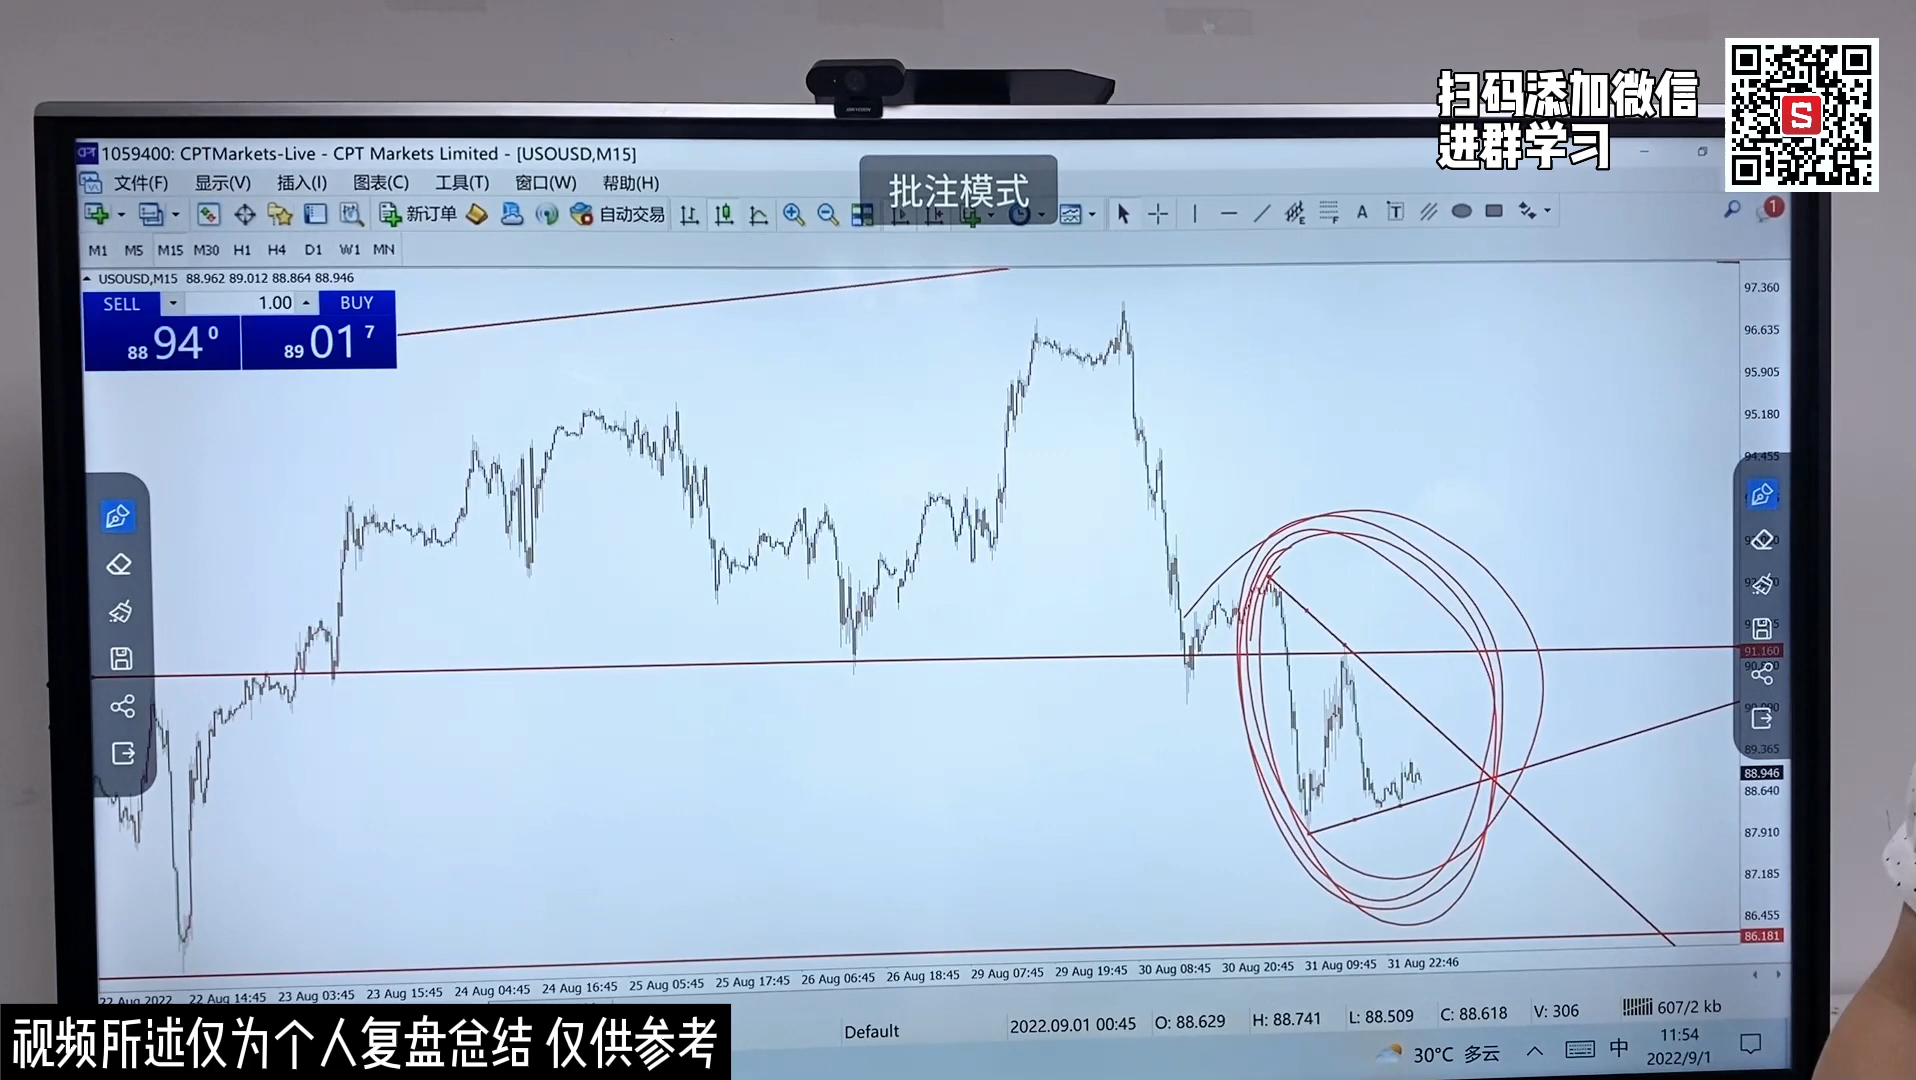 扫码添加微信
进群学习
1059400: CPTMarkets-Live - CPT Markets Limited - [USOUSD,M15]
批注模式
文件(F) 显示(V) 插入(I) 图表(C) 工具(T) 窗口(W) 帮助(H)
新订单 自动交易
M1 M5 M15 M30 H1 H4 D1 W1 MN
USOUSD,M15 88.962 89.012 88.864 88.946
SELL 1.00 BUY
88 94 0 89 01 7
97.360
96.635
95.905
95.180
94.455
91.160
89.365
88.946
88.640
87.910
87.185
86.455
86.181
22 Aug 2022 22 Aug 14:45 23 Aug 03:45 23 Aug 15:45 24 Aug 04:45 24 Aug 16:45 25 Aug 05:45 25 Aug 17:45 26 Aug 06:45 26 Aug 18:45 29 Aug 07:45 29 Aug 19:45 30 Aug 08:45 30 Aug 20:45 31 Aug 09:45 31 Aug 22:46
Default 2022.09.01 00:45 O: 88.629 H: 88.741 L: 88.509 C: 88.618 V: 306 607/2 kb
30°C 多云 中 11:54
2022/9/1
视频所述仅为个人复盘总结 仅供参考